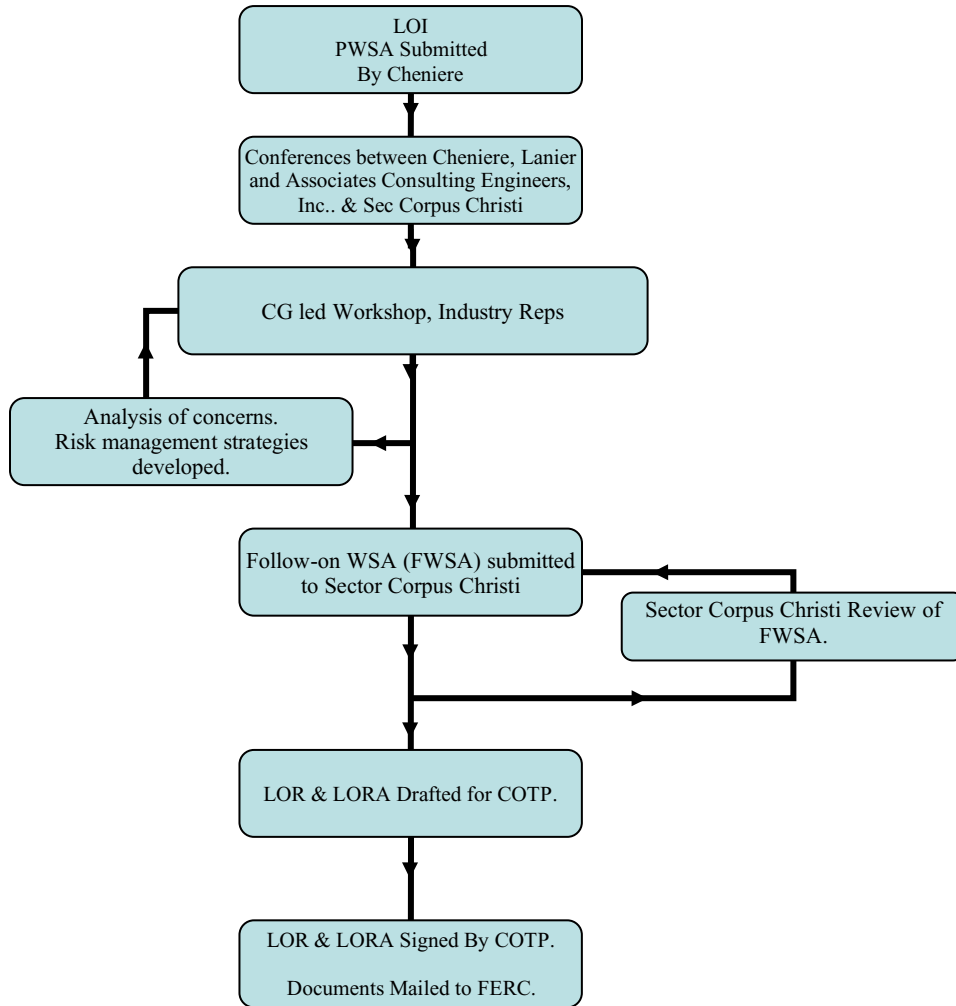 LOI
PWSA Submitted
By Cheniere
Conferences between Cheniere, Lanier
and Associates Consulting Engineers,
Inc.. & Sec Corpus Christi
CG led Workshop, Industry Reps
Analysis of concerns.
Risk management strategies
developed.
Follow-on WSA (FWSA) submitted
to Sector Corpus Christi
Sector Corpus Christi Review of
FWSA.
LOR & LORA Drafted for COTP.
LOR & LORA Signed By COTP.
Documents Mailed to FERC.